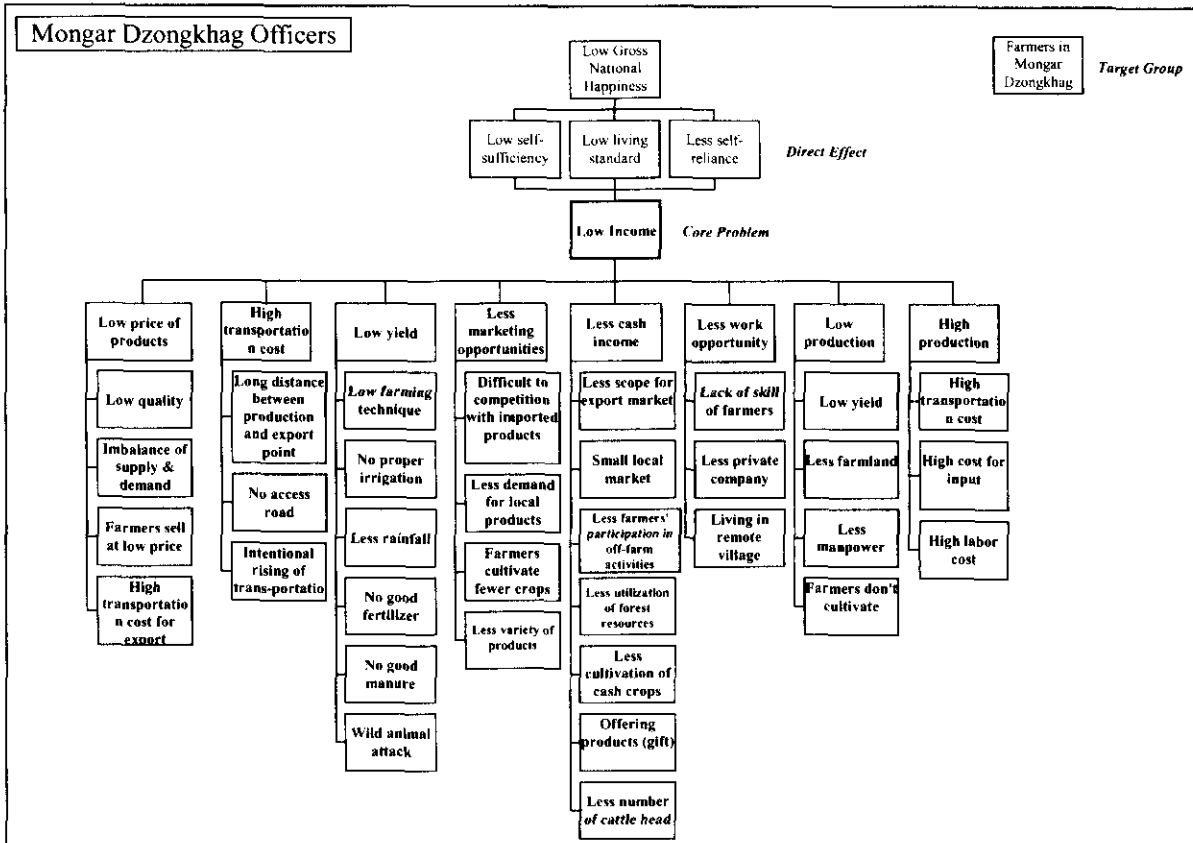 Mongar Dzongkhag Officers
Low Gross
National
Happiness
Farmers in
Mongar
Dzongkhag
Target Group
Low self-
sufficiency
Low living
standard
Less self-
reliance
Direct Effect
Low Income
Core Problem
Low price of
products
Low quality
Imbalance of
supply &
demand
Farmers sell
at low price
High
transportatio
n cost for
export
High
transportatio
n cost
Long distance
between
production
and export
point
No access
road
Intentional
rising of
trans-portatio
Low yield
Low farming
technique
No proper
irrigation
Less rainfall
No good
fertilizer
No good
manure
Wild animal
attack
Less
marketing
opportunities
Difficult to
competition
with imported
products
Less demand
for local
products
Farmers
cultivate
fewer crops
Less variety of
products
Less cash
income
Less scope for
export market
Small local
market
Less farmers'
participation in
off-farm
activities
Less utilization
of forest
resources
Less
cultivation of
cash crops
Offering
products (gift)
Less number
of cattle head
Less work
opportunity
Lack of skill
of farmers
Less private
company
Living in
remote
village
Low
production
Low yield
Less farmland
Less
manpower
Farmers don't
cultivate
High
production
High
transportatio
n cost
High cost for
input
High labor
cost